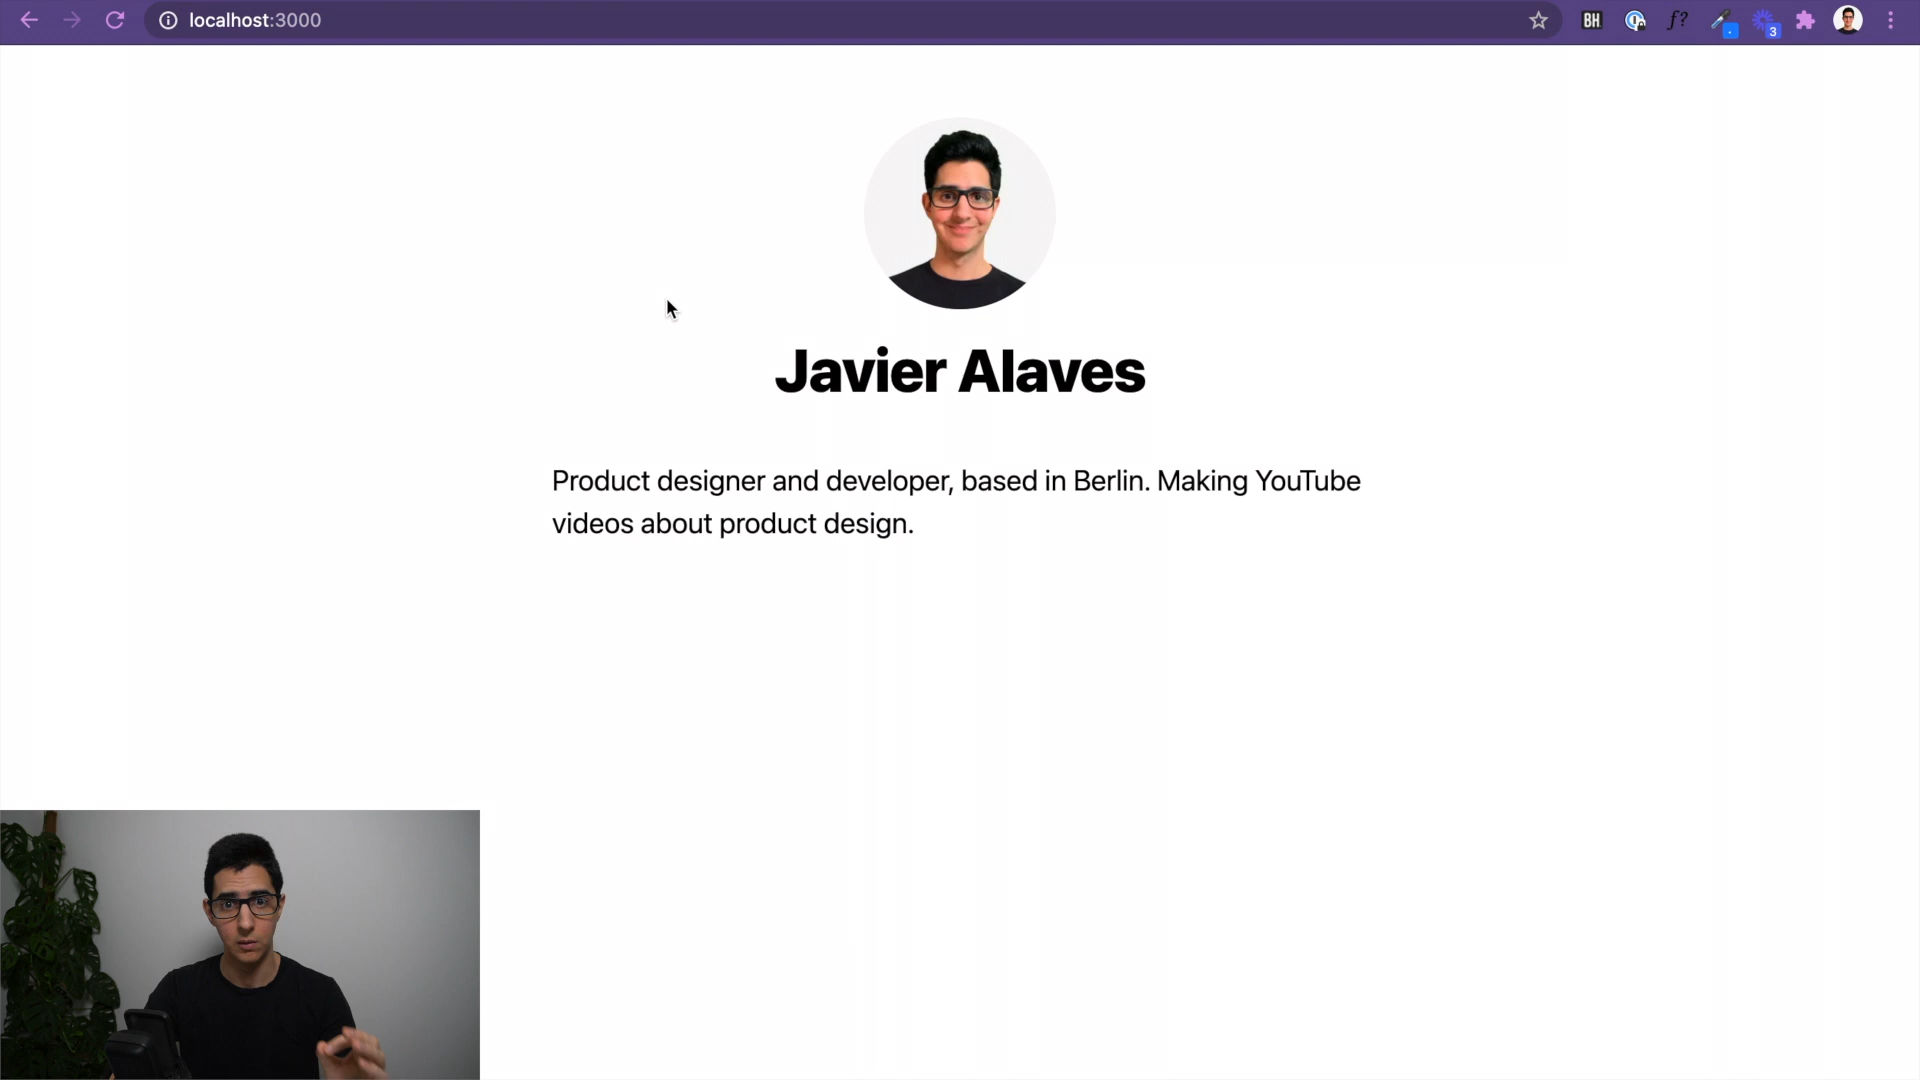 localhost:3000
BH
f?
3
Javier Alaves
Product designer and developer, based in Berlin. Making YouTube
videos about product design.